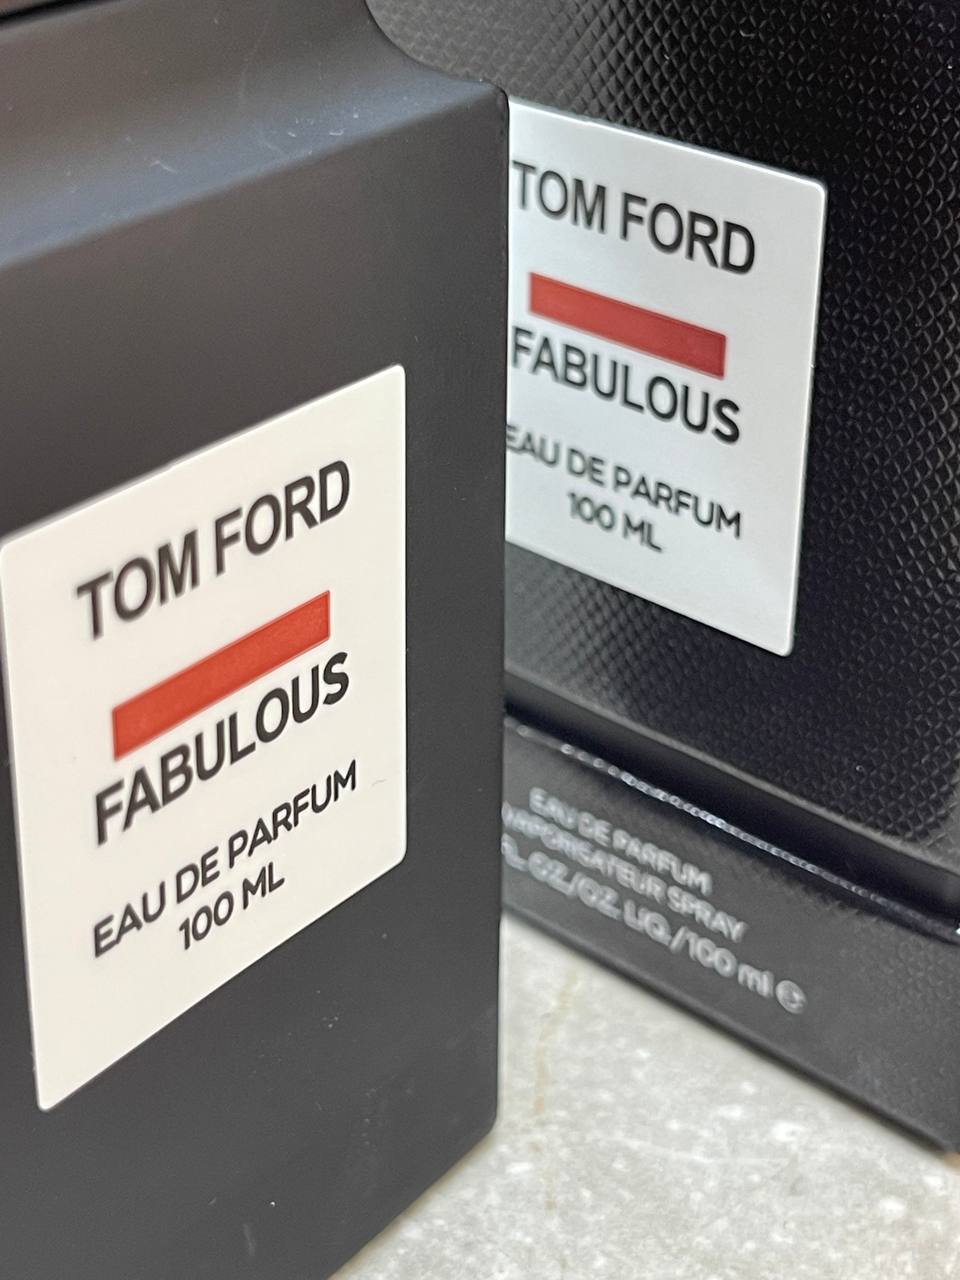 TOM FORD
FABULOUS
EAU DE PARFUM
100 ML
TOM FORD
FABULOUS
EAU DE PARFUM
100 ML
EAU DE PARFUM
VAPORISATEUR SPRAY
OZ./OZ. LIQ./100 ml ℮